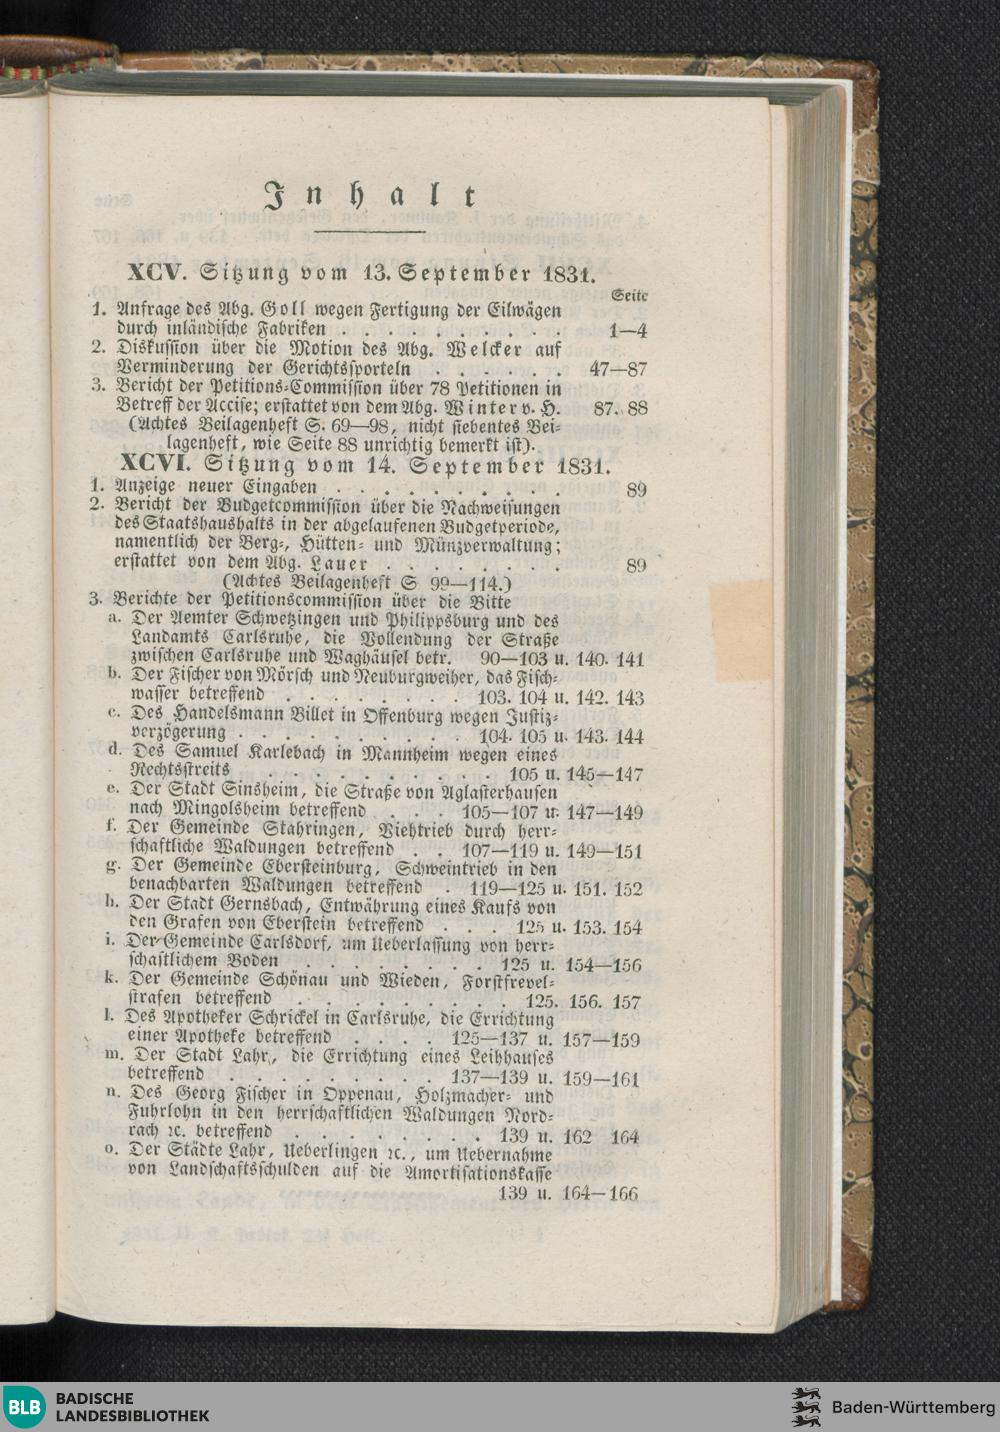 Inhalt
XCV. Sitzung vom 13. September 1831.
Seite
1. Anfrage des Abg. Goll wegen Fertigung der Eilwägen
durch inländische Fabriken . . . . . . . . . 1—4
2. Diskussion über die Motion des Abg. Welcker auf
Verminderung der Gerichtssporteln . . . . . . 47—87
3. Bericht der Petitions-Commission über 78 Petitionen in
Betreff der Accise; erstattet von dem Abg. Winter v. H. 87. 88
(Achtes Beilagenheft S. 69—98, nicht siebentes Bei-
lagenheft, wie Seite 88 unrichtig bemerkt ist).
XCVI. Sitzung vom 14. September 1831.
1. Anzeige neuer Eingaben . . . . . . . . . 89
2. Bericht der Budgetcommission über die Nachweisungen
des Staatshaushalts in der abgelaufenen Budgetperiode,
namentlich der Berg-, Hütten- und Münzverwaltung;
erstattet von dem Abg. Lauer . . . . . . . 89
(Achtes Beilagenheft S 99—114.)
3. Berichte der Petitionscommission über die Bitte
a. Der Aemter Schwetzingen und Philippsburg und des
Landamts Carlsruhe, die Vollendung der Straße
zwischen Carlsruhe und Waghäusel betr. 90—103 u. 140. 141
b. Der Fischer von Mörsch und Neuburgweiher, das Fisch-
wasser betreffend . . . . . . . 103. 104 u. 142. 143
c. Des Handelsmann Billet in Offenburg wegen Justiz-
verzögerung . . . . . . . . . 104. 105 u. 143. 144
d. Des Samuel Karlebach in Mannheim wegen eines
Rechtsstreits . . . . . . . . . 105 u. 145—147
e. Der Stadt Sinsheim, die Straße von Aglasterhausen
nach Mingolsheim betreffend . . . 105—107 u. 147—149
f. Der Gemeinde Stahringen, Viehtrieb durch herr-
schaftliche Waldungen betreffend . . 107—119 u. 149—151
g. Der Gemeinde Ebersteinburg, Schweintrieb in den
benachbarten Waldungen betreffend . 119—125 u. 151. 152
h. Der Stadt Gernsbach, Entwährung eines Kaufs von
den Grafen von Eberstein betreffend . . . 125 u. 153. 154
i. Der Gemeinde Carlsdorf, um Ueberlassung von herr-
schaftlichem Boden . . . . . . . . 125 u. 154—156
k. Der Gemeinde Schönau und Wieden, Forstfrevel-
strafen betreffend . . . . . . . . . 125. 156. 157
l. Des Apotheker Schrickel in Carlsruhe, die Errichtung
einer Apotheke betreffend . . . . 125—137 u. 157—159
m. Der Stadt Lahr, die Errichtung eines Leihhauses
betreffend . . . . . . . . . 137—139 u. 159—161
n. Des Georg Fischer in Oppenau, Holzmacher- und
Fuhrlohn in den herrschaftlichen Waldungen Nord-
rach ꝛc. betreffend . . . . . . . . 139 u. 162 164
o. Der Städte Lahr, Ueberlingen ꝛc., um Uebernahme
von Landschaftsschulden auf die Amortisationskasse
139 u. 164—166
BLB BADISCHE
LANDESBIBLIOTHEK
Baden-Württemberg